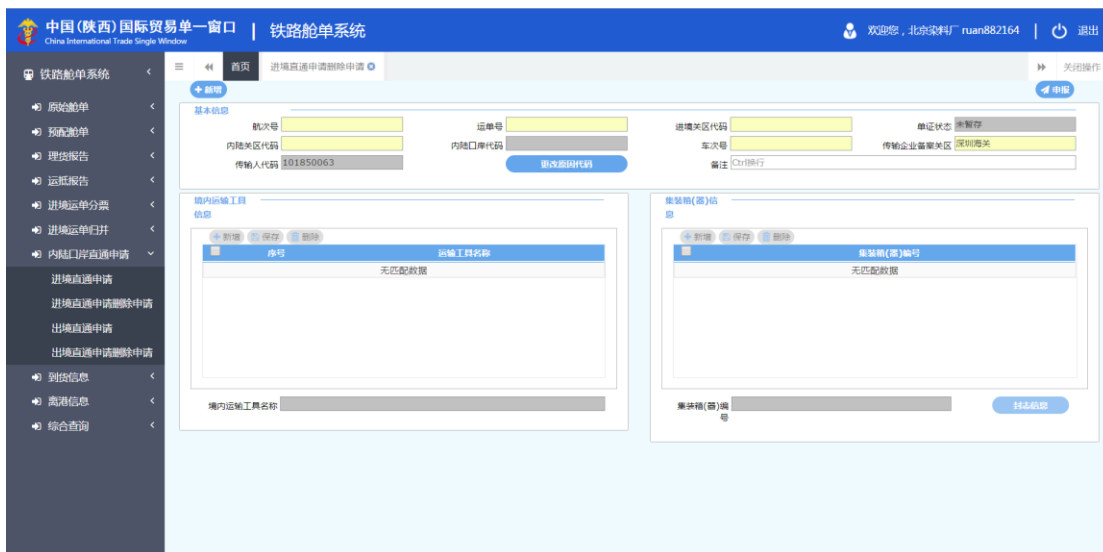 中国(陕西)国际贸易单一窗口 | 铁路舱单系统
China International Trade Single Window
欢迎您，北京染料厂 ruan882164 | 退出
铁路舱单系统
首页 进境直通申请删除申请 关闭操作
新增 申报
原始舱单
预配舱单
理货报告
运抵报告
进境运单分票
进境运单归并
内陆口岸直通申请
进境直通申请
进境直通申请删除申请
出境直通申请
出境直通申请删除申请
到货信息
离港信息
综合查询
基本信息
航次号 运单号 进境关区代码 单证状态 未暂存
内陆关区代码 内陆口岸代码 车次号 传输企业备案关区 深圳海关
传输人代码 101850063 更改原因代码 备注 Ctrl换行
境内运输工具
信息
新增 保存 删除
序号 运输工具名称
无匹配数据
境内运输工具名称
集装箱(器)信
息
新增 保存 删除
集装箱(器)编号
无匹配数据
集装箱(器)编
号
封志信息